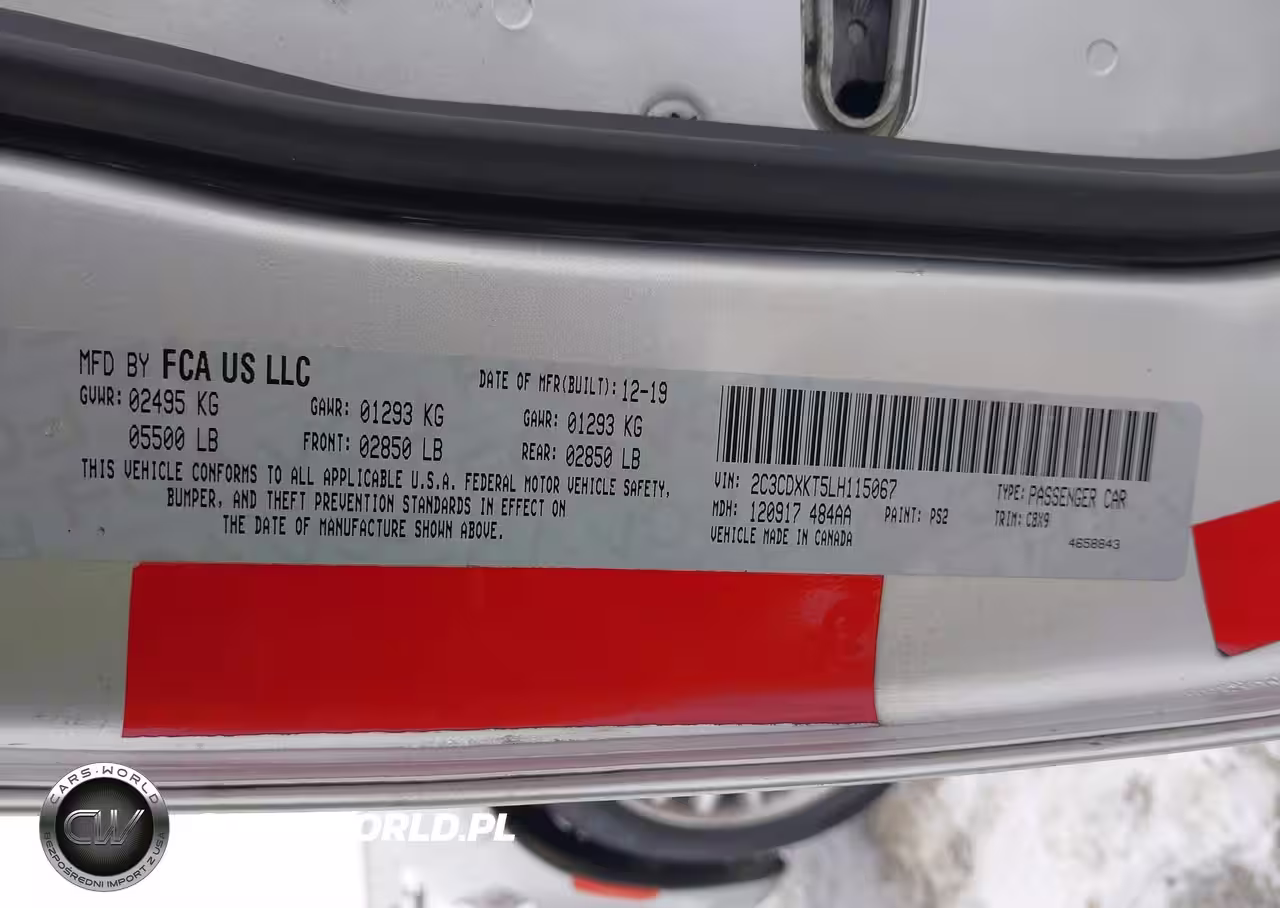 MFD BY FCA US LLC
DATE OF MFR(BUILT): 12-19
GVWR: 02495 KG
GAWR: 01293 KG
GAWR: 01293 KG
05500 LB
FRONT: 02850 LB
REAR: 02850 LB
THIS VEHICLE CONFORMS TO ALL APPLICABLE U.S.A. FEDERAL MOTOR VEHICLE SAFETY,
BUMPER, AND THEFT PREVENTION STANDARDS IN EFFECT ON
THE DATE OF MANUFACTURE SHOWN ABOVE.
VIN: 2C3CDXKT5LH115067
TYPE: PASSENGER CAR
MDH: 120917 484AA
PAINT: PS2
TRIM: CBX9
VEHICLE MADE IN CANADA
4658843
CARS-WORLD
CW
BEZPOŚREDNI IMPORT Z USA
ORLD.PL